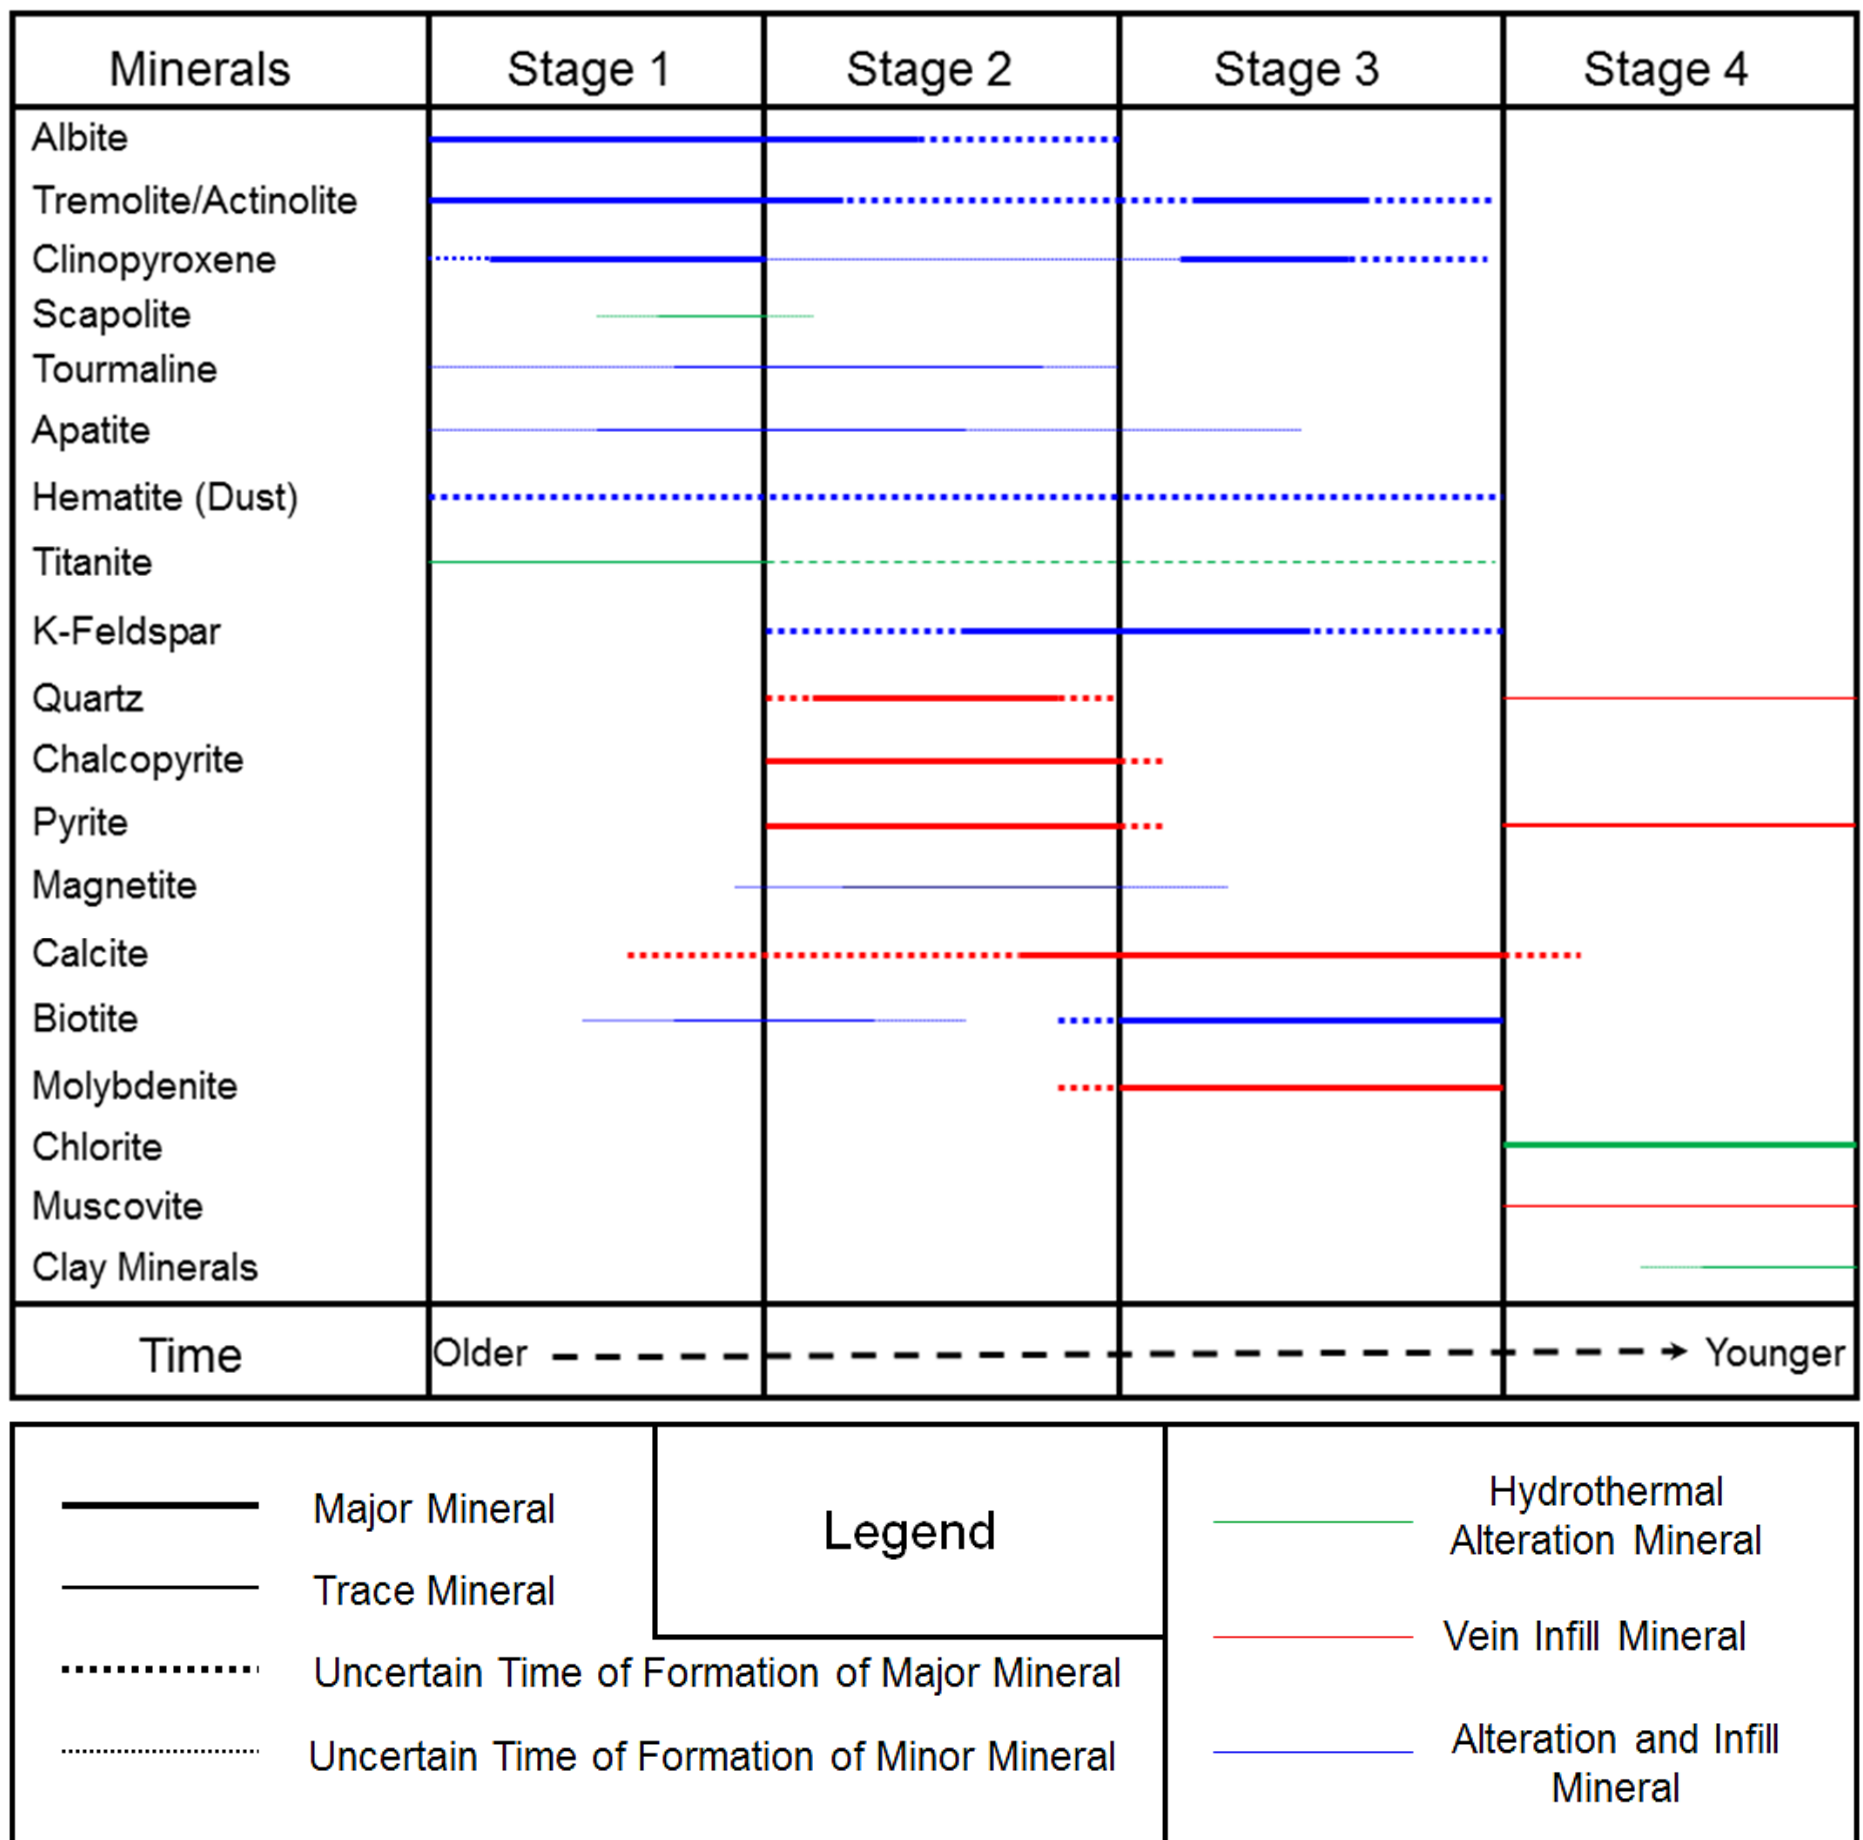 Minerals Stage 1 Stage 2 Stage 3 Stage 4
Albite
Tremolite/Actinolite
Clinopyroxene
Scapolite
Tourmaline
Apatite
Hematite (Dust)
Titanite
K-Feldspar
Quartz
Chalcopyrite
Pyrite
Magnetite
Calcite
Biotite
Molybdenite
Chlorite
Muscovite
Clay Minerals
Time Older Younger
Major Mineral
Trace Mineral
Uncertain Time of Formation of Major Mineral
Uncertain Time of Formation of Minor Mineral
Legend
Hydrothermal
Alteration Mineral
Vein Infill Mineral
Alteration and Infill
Mineral